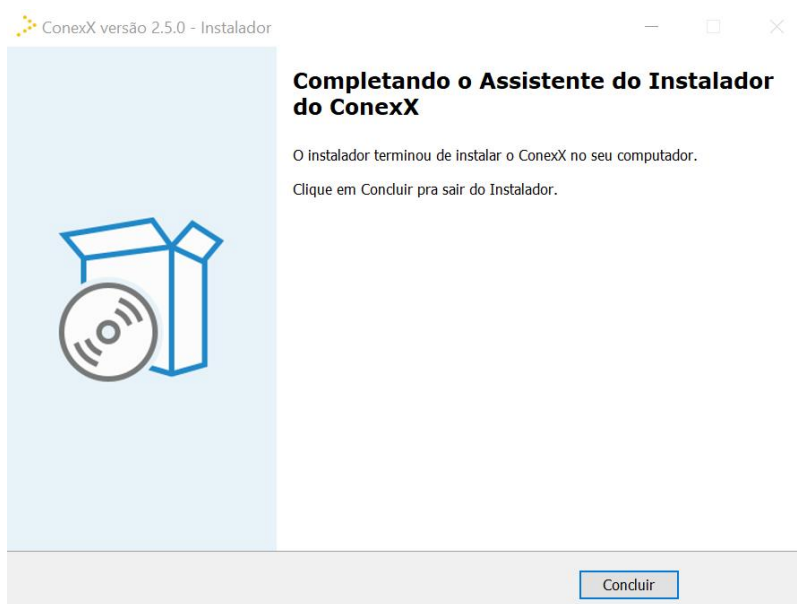 ConexX versão 2.5.0 - Instalador
Completando o Assistente do Instalador
do ConexX
O instalador terminou de instalar o ConexX no seu computador.
Clique em Concluir pra sair do Instalador.
Concluir